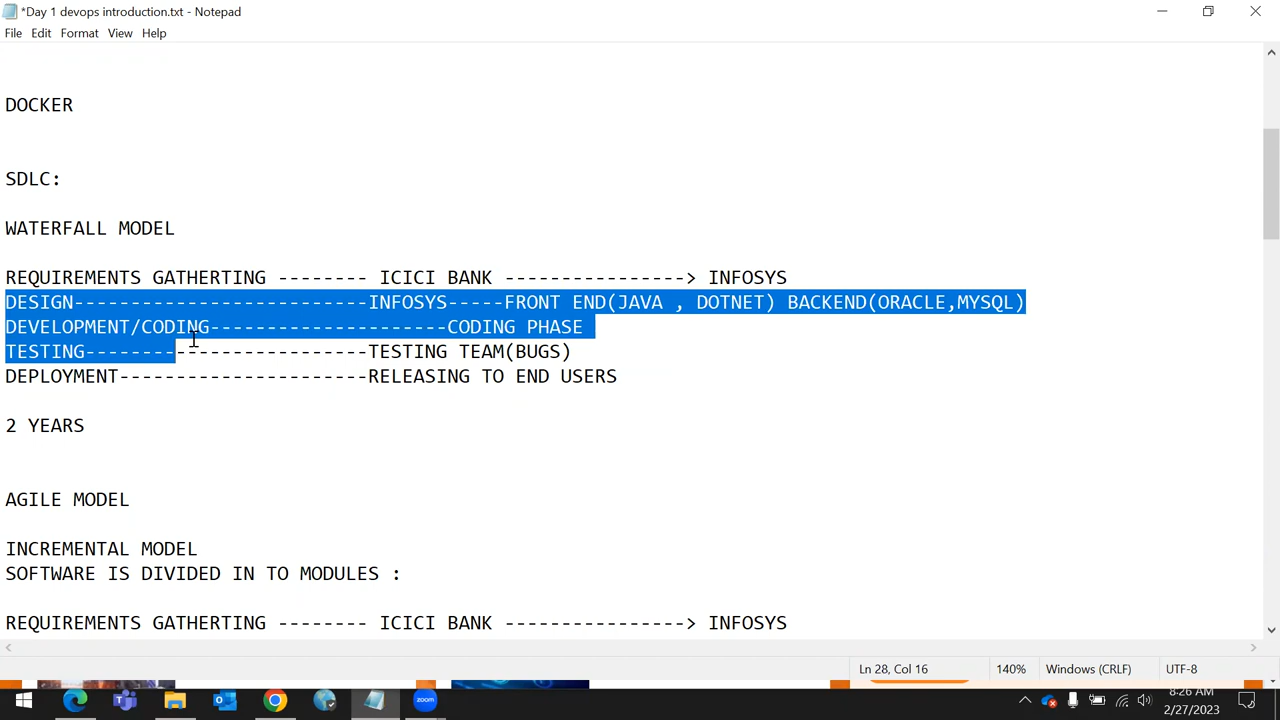 *Day 1 devops introduction.txt - Notepad
File Edit Format View Help
DOCKER
SDLC:
WATERFALL MODEL
REQUIREMENTS GATHERTING -------- ICICI BANK ----------------> INFOSYS
DESIGN--------------------------INFOSYS-----FRONT END(JAVA , DOTNET) BACKEND(ORACLE,MYSQL)
DEVELOPMENT/CODING---------------------CODING PHASE
TESTING-------------------------TESTING TEAM(BUGS)
DEPLOYMENT----------------------RELEASING TO END USERS
2 YEARS
AGILE MODEL
INCREMENTAL MODEL
SOFTWARE IS DIVIDED IN TO MODULES :
REQUIREMENTS GATHERTING -------- ICICI BANK ----------------> INFOSYS
Ln 28, Col 16 140% Windows (CRLF) UTF-8
zoom
8:26 AM
2/27/2023